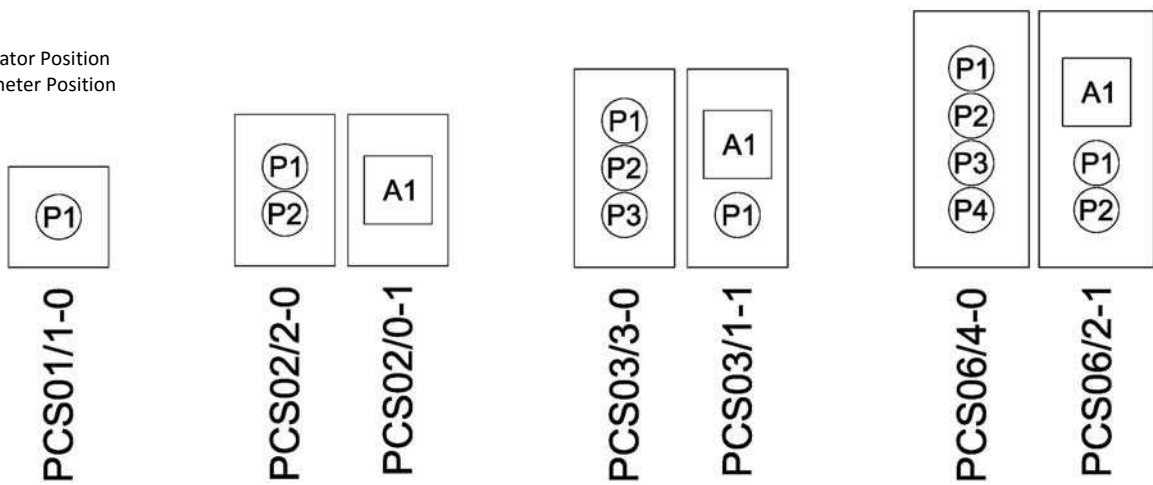 ator Position
neter Position
P1
PCS01/1-0
P1
P2
PCS02/2-0
A1
PCS02/0-1
P1
P2
P3
PCS03/3-0
A1
P1
PCS03/1-1
P1
P2
P3
P4
PCS06/4-0
A1
P1
P2
PCS06/2-1